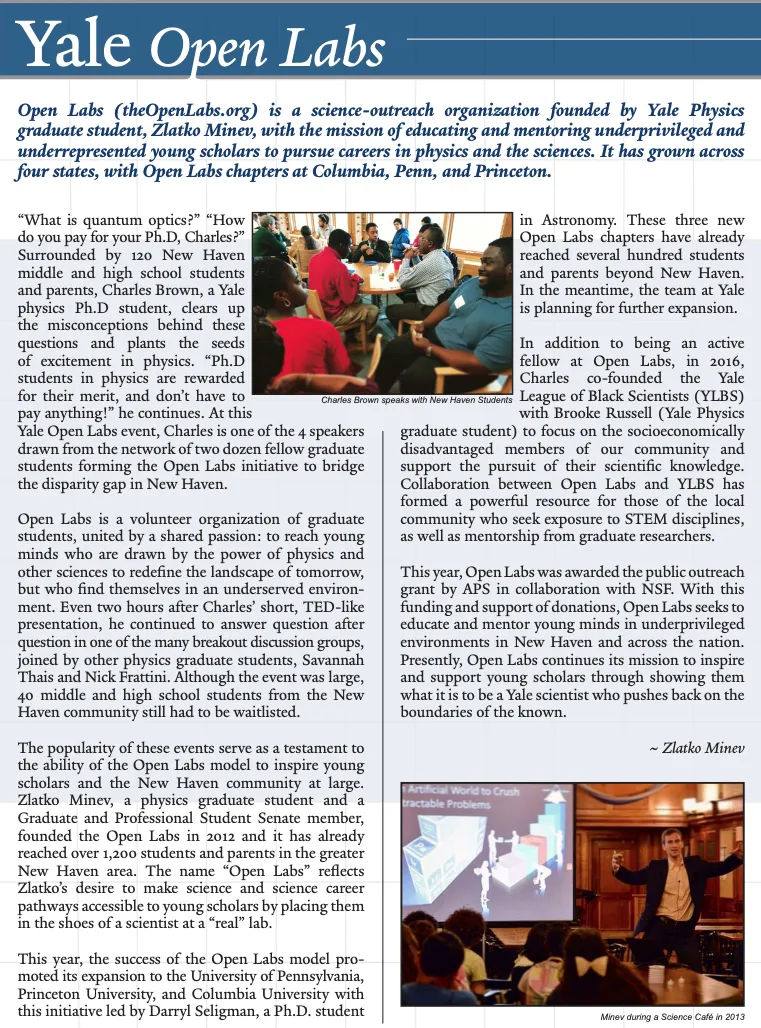 Yale Open Labs
Open Labs (theOpenLabs.org) is a science-outreach organization founded by Yale Physics
graduate student, Zlatko Minev, with the mission of educating and mentoring underprivileged and
underrepresented young scholars to pursue careers in physics and the sciences. It has grown across
four states, with Open Labs chapters at Columbia, Penn, and Princeton.
“What is quantum optics?” “How
do you pay for your Ph.D, Charles?”
Surrounded by 120 New Haven
middle and high school students
and parents, Charles Brown, a Yale
physics Ph.D student, clears up
the misconceptions behind these
questions and plants the seeds
of excitement in physics. “Ph.D
students in physics are rewarded
for their merit, and don’t have to
pay anything!” he continues. At this
Yale Open Labs event, Charles is one of the 4 speakers
drawn from the network of two dozen fellow graduate
students forming the Open Labs initiative to bridge
the disparity gap in New Haven.
Open Labs is a volunteer organization of graduate
students, united by a shared passion: to reach young
minds who are drawn by the power of physics and
other sciences to redefine the landscape of tomorrow,
but who find themselves in an underserved environ-
ment. Even two hours after Charles’ short, TED-like
presentation, he continued to answer question after
question in one of the many breakout discussion groups,
joined by other physics graduate students, Savannah
Thais and Nick Frattini. Although the event was large,
40 middle and high school students from the New
Haven community still had to be waitlisted.
The popularity of these events serve as a testament to
the ability of the Open Labs model to inspire young
scholars and the New Haven community at large.
Zlatko Minev, a physics graduate student and a
Graduate and Professional Student Senate member,
founded the Open Labs in 2012 and it has already
reached over 1,200 students and parents in the greater
New Haven area. The name “Open Labs” reflects
Zlatko’s desire to make science and science career
pathways accessible to young scholars by placing them
in the shoes of a scientist at a “real” lab.
This year, the success of the Open Labs model pro-
moted its expansion to the University of Pennsylvania,
Princeton University, and Columbia University with
this initiative led by Darryl Seligman, a Ph.D. student
Charles Brown speaks with New Haven Students
in Astronomy. These three new
Open Labs chapters have already
reached several hundred students
and parents beyond New Haven.
In the meantime, the team at Yale
is planning for further expansion.
In addition to being an active
fellow at Open Labs, in 2016,
Charles co-founded the Yale
League of Black Scientists (YLBS)
with Brooke Russell (Yale Physics
graduate student) to focus on the socioeconomically
disadvantaged members of our community and
support the pursuit of their scientific knowledge.
Collaboration between Open Labs and YLBS has
formed a powerful resource for those of the local
community who seek exposure to STEM disciplines,
as well as mentorship from graduate researchers.
This year, Open Labs was awarded the public outreach
grant by APS in collaboration with NSF. With this
funding and support of donations, Open Labs seeks to
educate and mentor young minds in underprivileged
environments in New Haven and across the nation.
Presently, Open Labs continues its mission to inspire
and support young scholars through showing them
what it is to be a Yale scientist who pushes back on the
boundaries of the known.
~ Zlatko Minev
Artificial World to Crush
tractable Problems
Minev during a Science Café in 2013